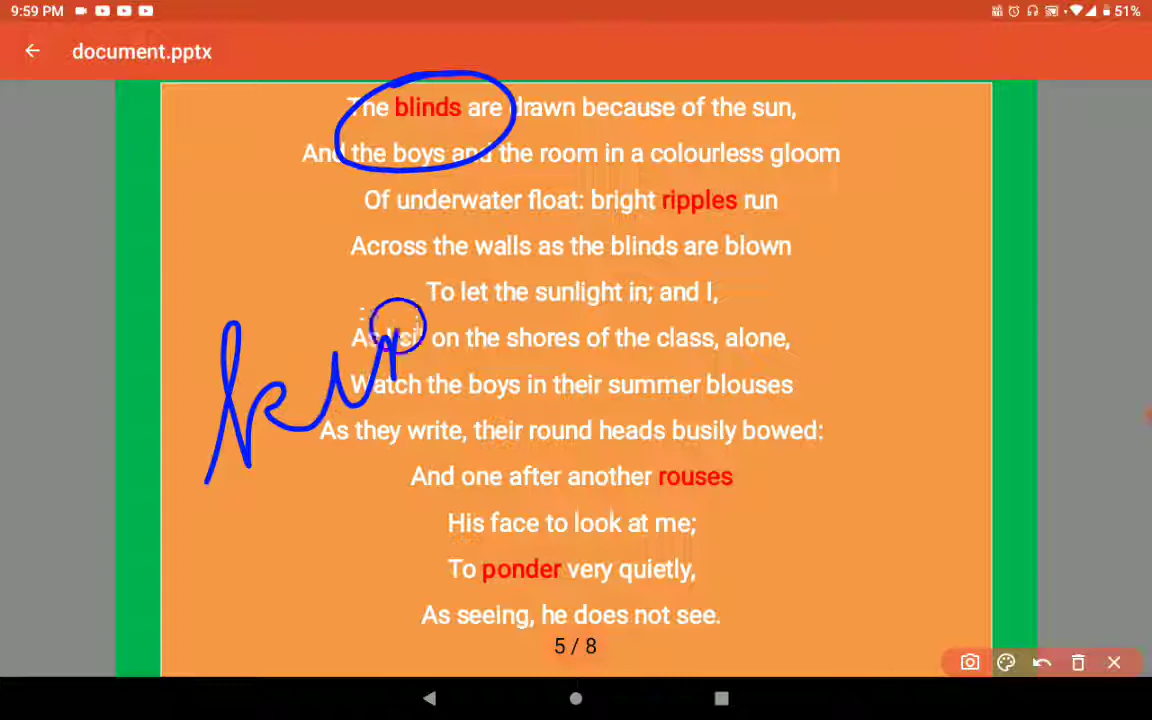 9:59 PM 51%
document.pptx
The blinds are drawn because of the sun,
And the boys and the room in a colourless gloom
Of underwater float: bright ripples run
Across the walls as the blinds are blown
To let the sunlight in; and I,
As I sit on the shores of the class, alone,
Watch the boys in their summer blouses
As they write, their round heads busily bowed:
And one after another rouses
His face to look at me;
To ponder very quietly,
As seeing, he does not see.
5 / 8